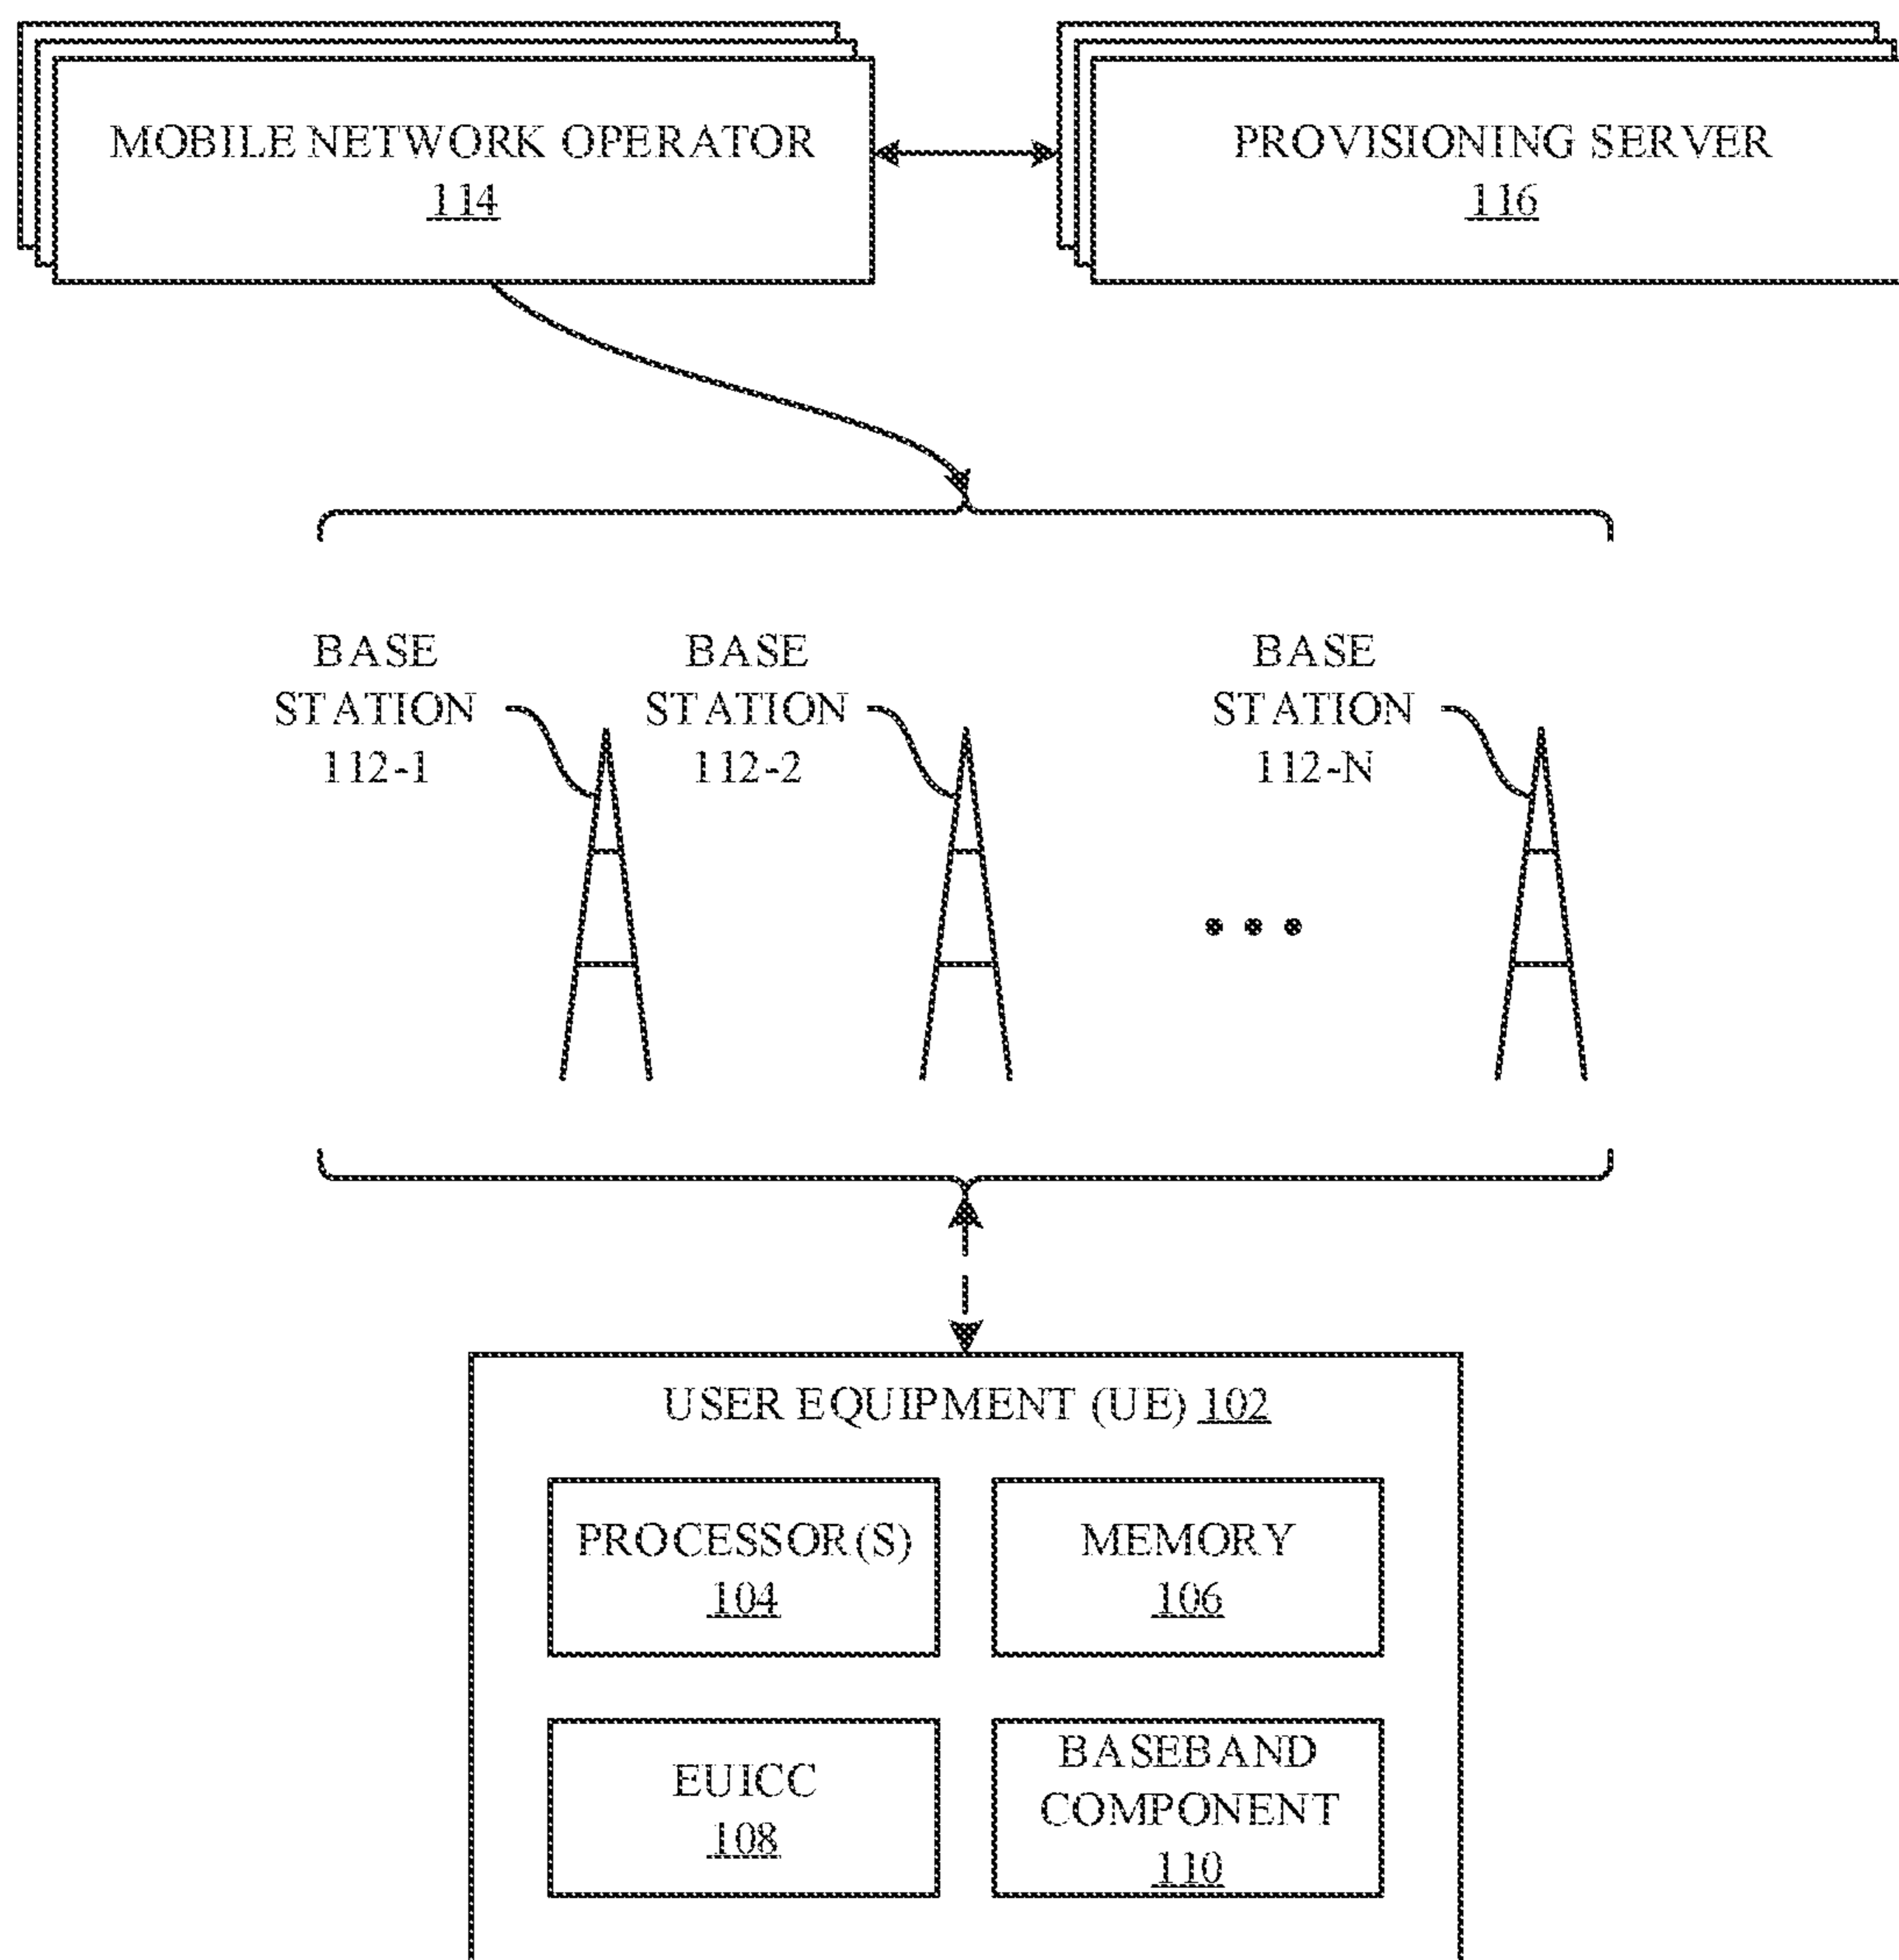 MOBILE NETWORK OPERATOR
114
PROVISIONING SERVER
116
BASE
STATION
112-1
BASE
STATION
112-2
BASE
STATION
112-N
USER EQUIPMENT (UE) 102
PROCESSOR(S)
104
MEMORY
106
EUICC
108
BASEBAND
COMPONENT
110